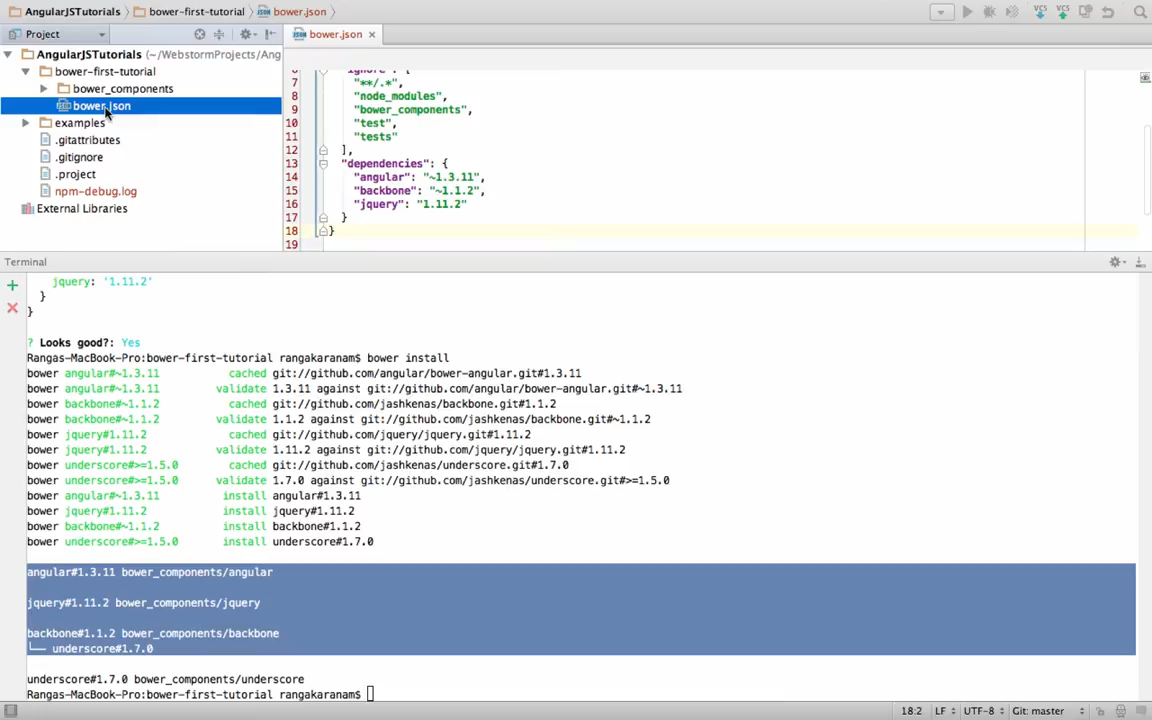 AngularJSTutorials bower-first-tutorial bower.json
Project
bower.json
AngularJSTutorials (~/WebstormProjects/Ang
bower-first-tutorial
bower_components
bower.json
examples
.gitattributes
.gitignore
.project
npm-debug.log
External Libraries
7 "**/.*",
8 "node_modules",
9 "bower_components",
10 "test",
11 "tests"
12 ],
13 "dependencies": {
14 "angular": "~1.3.11",
15 "backbone": "~1.1.2",
16 "jquery": "1.11.2"
17 }
18 }
19
Terminal
jquery: '1.11.2'
}
}
? Looks good?: Yes
Rangas-MacBook-Pro:bower-first-tutorial rangakaranam$ bower install
bower angular#~1.3.11 cached git://github.com/angular/bower-angular.git#1.3.11
bower angular#~1.3.11 validate 1.3.11 against git://github.com/angular/bower-angular.git#~1.3.11
bower backbone#~1.1.2 cached git://github.com/jashkenas/backbone.git#1.1.2
bower backbone#~1.1.2 validate 1.1.2 against git://github.com/jashkenas/backbone.git#~1.1.2
bower jquery#1.11.2 cached git://github.com/jquery/jquery.git#1.11.2
bower jquery#1.11.2 validate 1.11.2 against git://github.com/jquery/jquery.git#1.11.2
bower underscore#>=1.5.0 cached git://github.com/jashkenas/underscore.git#1.7.0
bower underscore#>=1.5.0 validate 1.7.0 against git://github.com/jashkenas/underscore.git#>=1.5.0
bower angular#~1.3.11 install angular#1.3.11
bower jquery#1.11.2 install jquery#1.11.2
bower backbone#~1.1.2 install backbone#1.1.2
bower underscore#>=1.5.0 install underscore#1.7.0
angular#1.3.11 bower_components/angular
jquery#1.11.2 bower_components/jquery
backbone#1.1.2 bower_components/backbone
└── underscore#1.7.0
underscore#1.7.0 bower_components/underscore
Rangas-MacBook-Pro:bower-first-tutorial rangakaranam$
18:2 LF UTF-8 Git: master